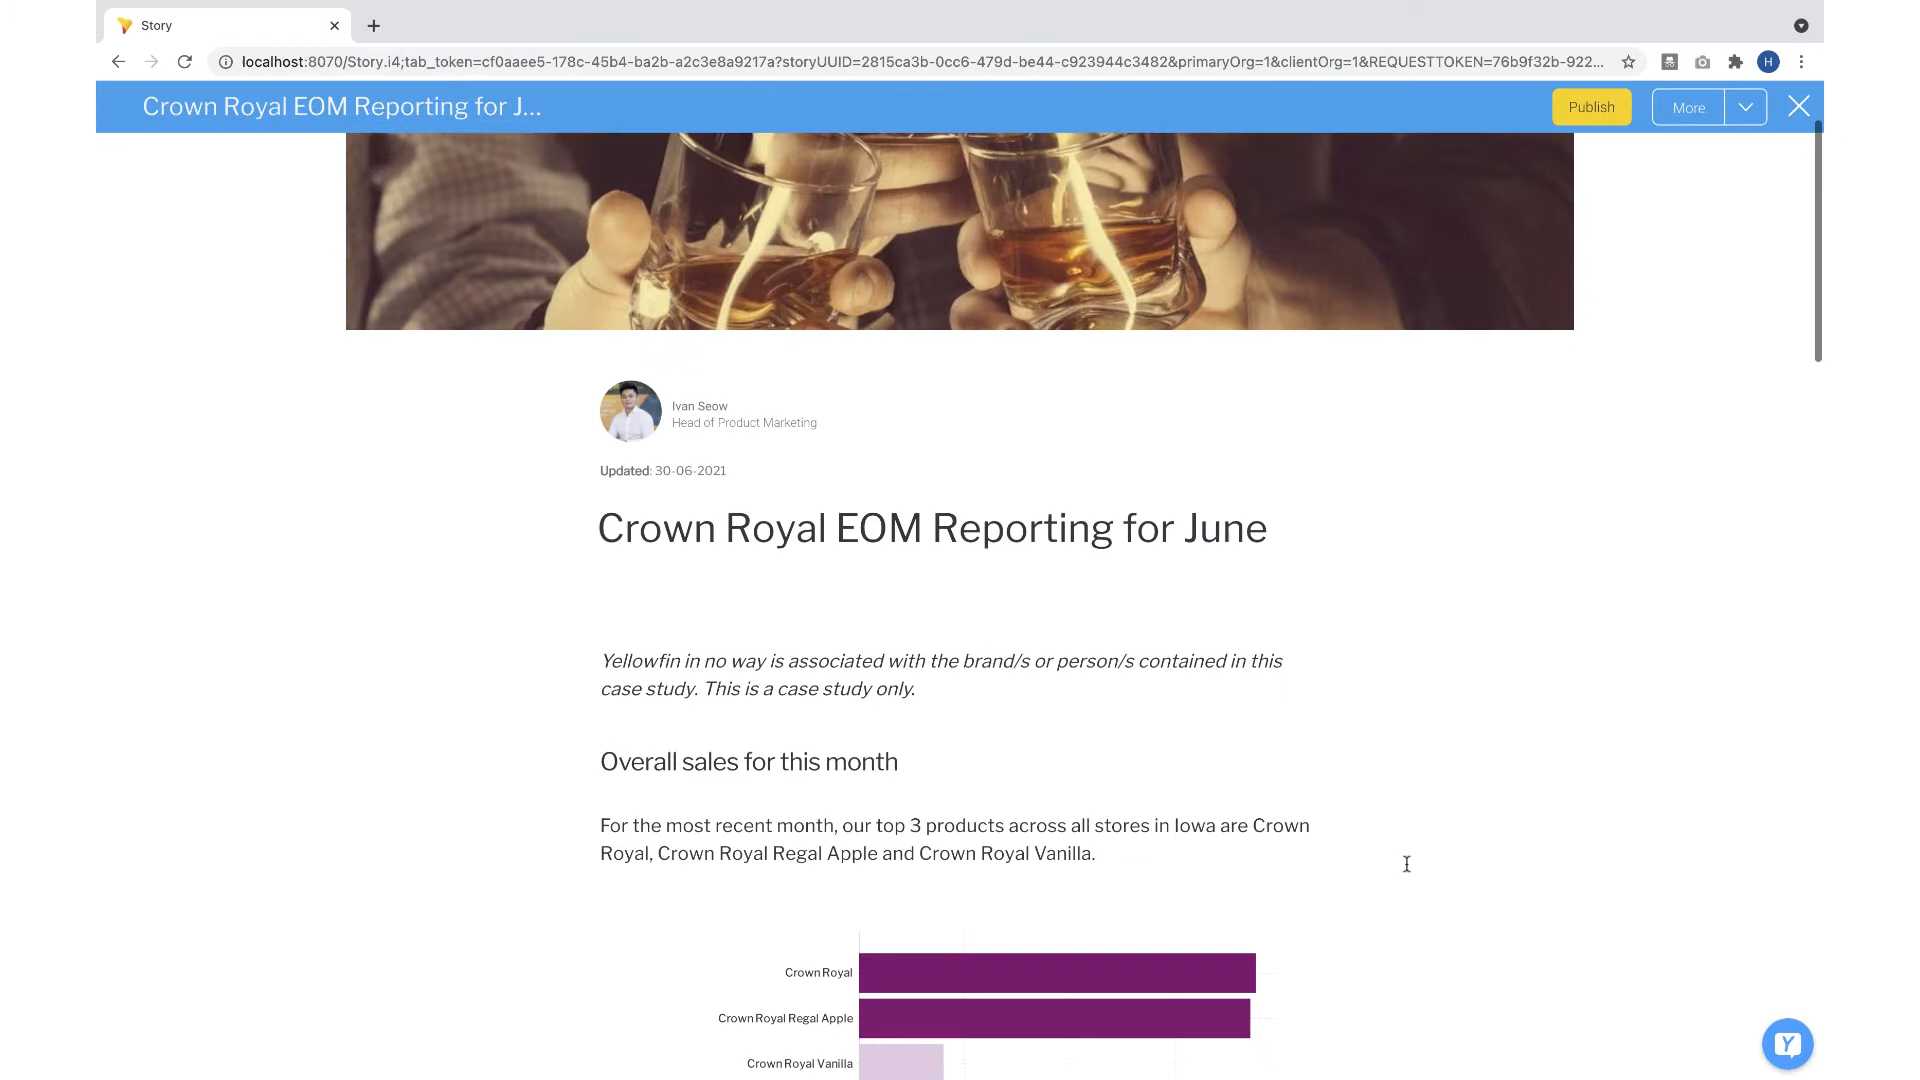 Story
localhost:8070/Story.i4;tab_token=cf0aaee5-178c-45b4-ba2b-a2c3e8a9217a?storyUUID=2815ca3b-0cc6-479d-be44-c923944c3482&primaryOrg=1&clientOrg=1&REQUESTTOKEN=76b9f32b-922...
H
Crown Royal EOM Reporting for J...
Publish
More
Ivan Seow
Head of Product Marketing
Updated: 30-06-2021
Crown Royal EOM Reporting for June
Yellowfin in no way is associated with the brand/s or person/s contained in this
case study. This is a case study only.
Overall sales for this month
For the most recent month, our top 3 products across all stores in Iowa are Crown
Royal, Crown Royal Regal Apple and Crown Royal Vanilla.
Crown Royal
Crown Royal Regal Apple
Crown Royal Vanilla
Y